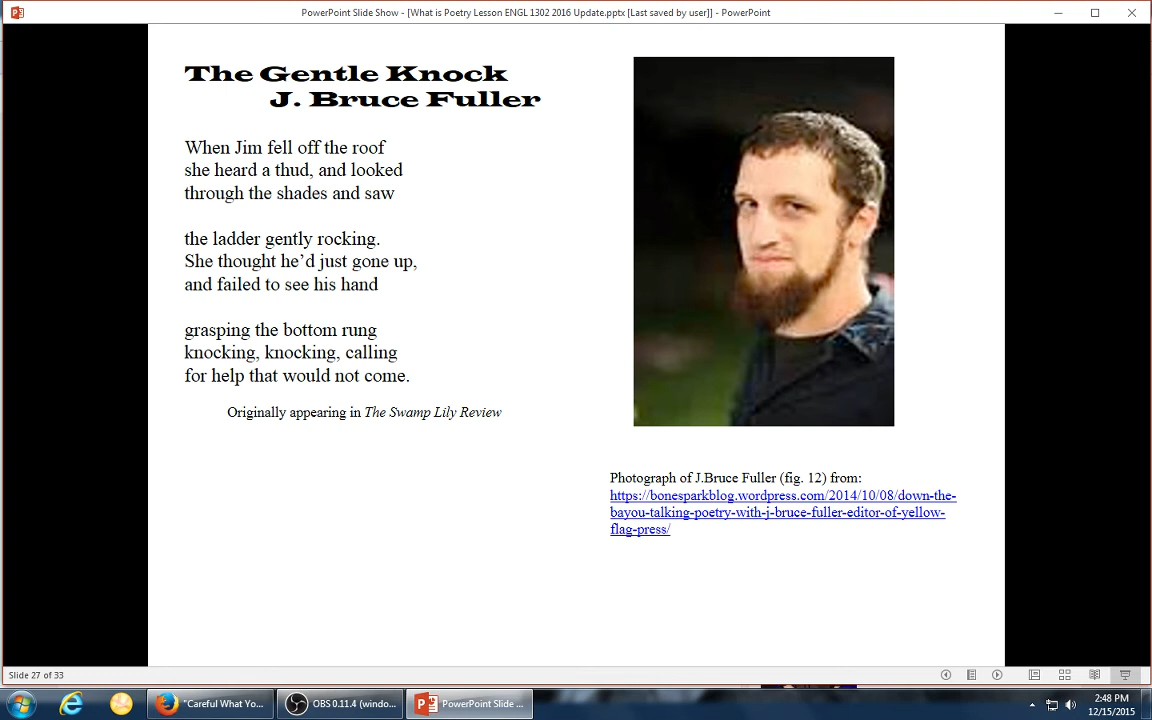 PowerPoint Slide Show - [What is Poetry Lesson ENGL 1302 2016 Update.pptx [Last saved by user]] - PowerPoint
The Gentle Knock
J. Bruce Fuller
When Jim fell off the roof
she heard a thud, and looked
through the shades and saw
the ladder gently rocking.
She thought he’d just gone up,
and failed to see his hand
grasping the bottom rung
knocking, knocking, calling
for help that would not come.
Originally appearing in The Swamp Lily Review
Photograph of J.Bruce Fuller (fig. 12) from:
https://bonesparkblog.wordpress.com/2014/10/08/down-the-
bayou-talking-poetry-with-j-bruce-fuller-editor-of-yellow-
flag-press/
Slide 27 of 33
"Careful What Yo...
OBS 0.11.4 (windo...
PowerPoint Slide ...
2:48 PM
12/15/2015